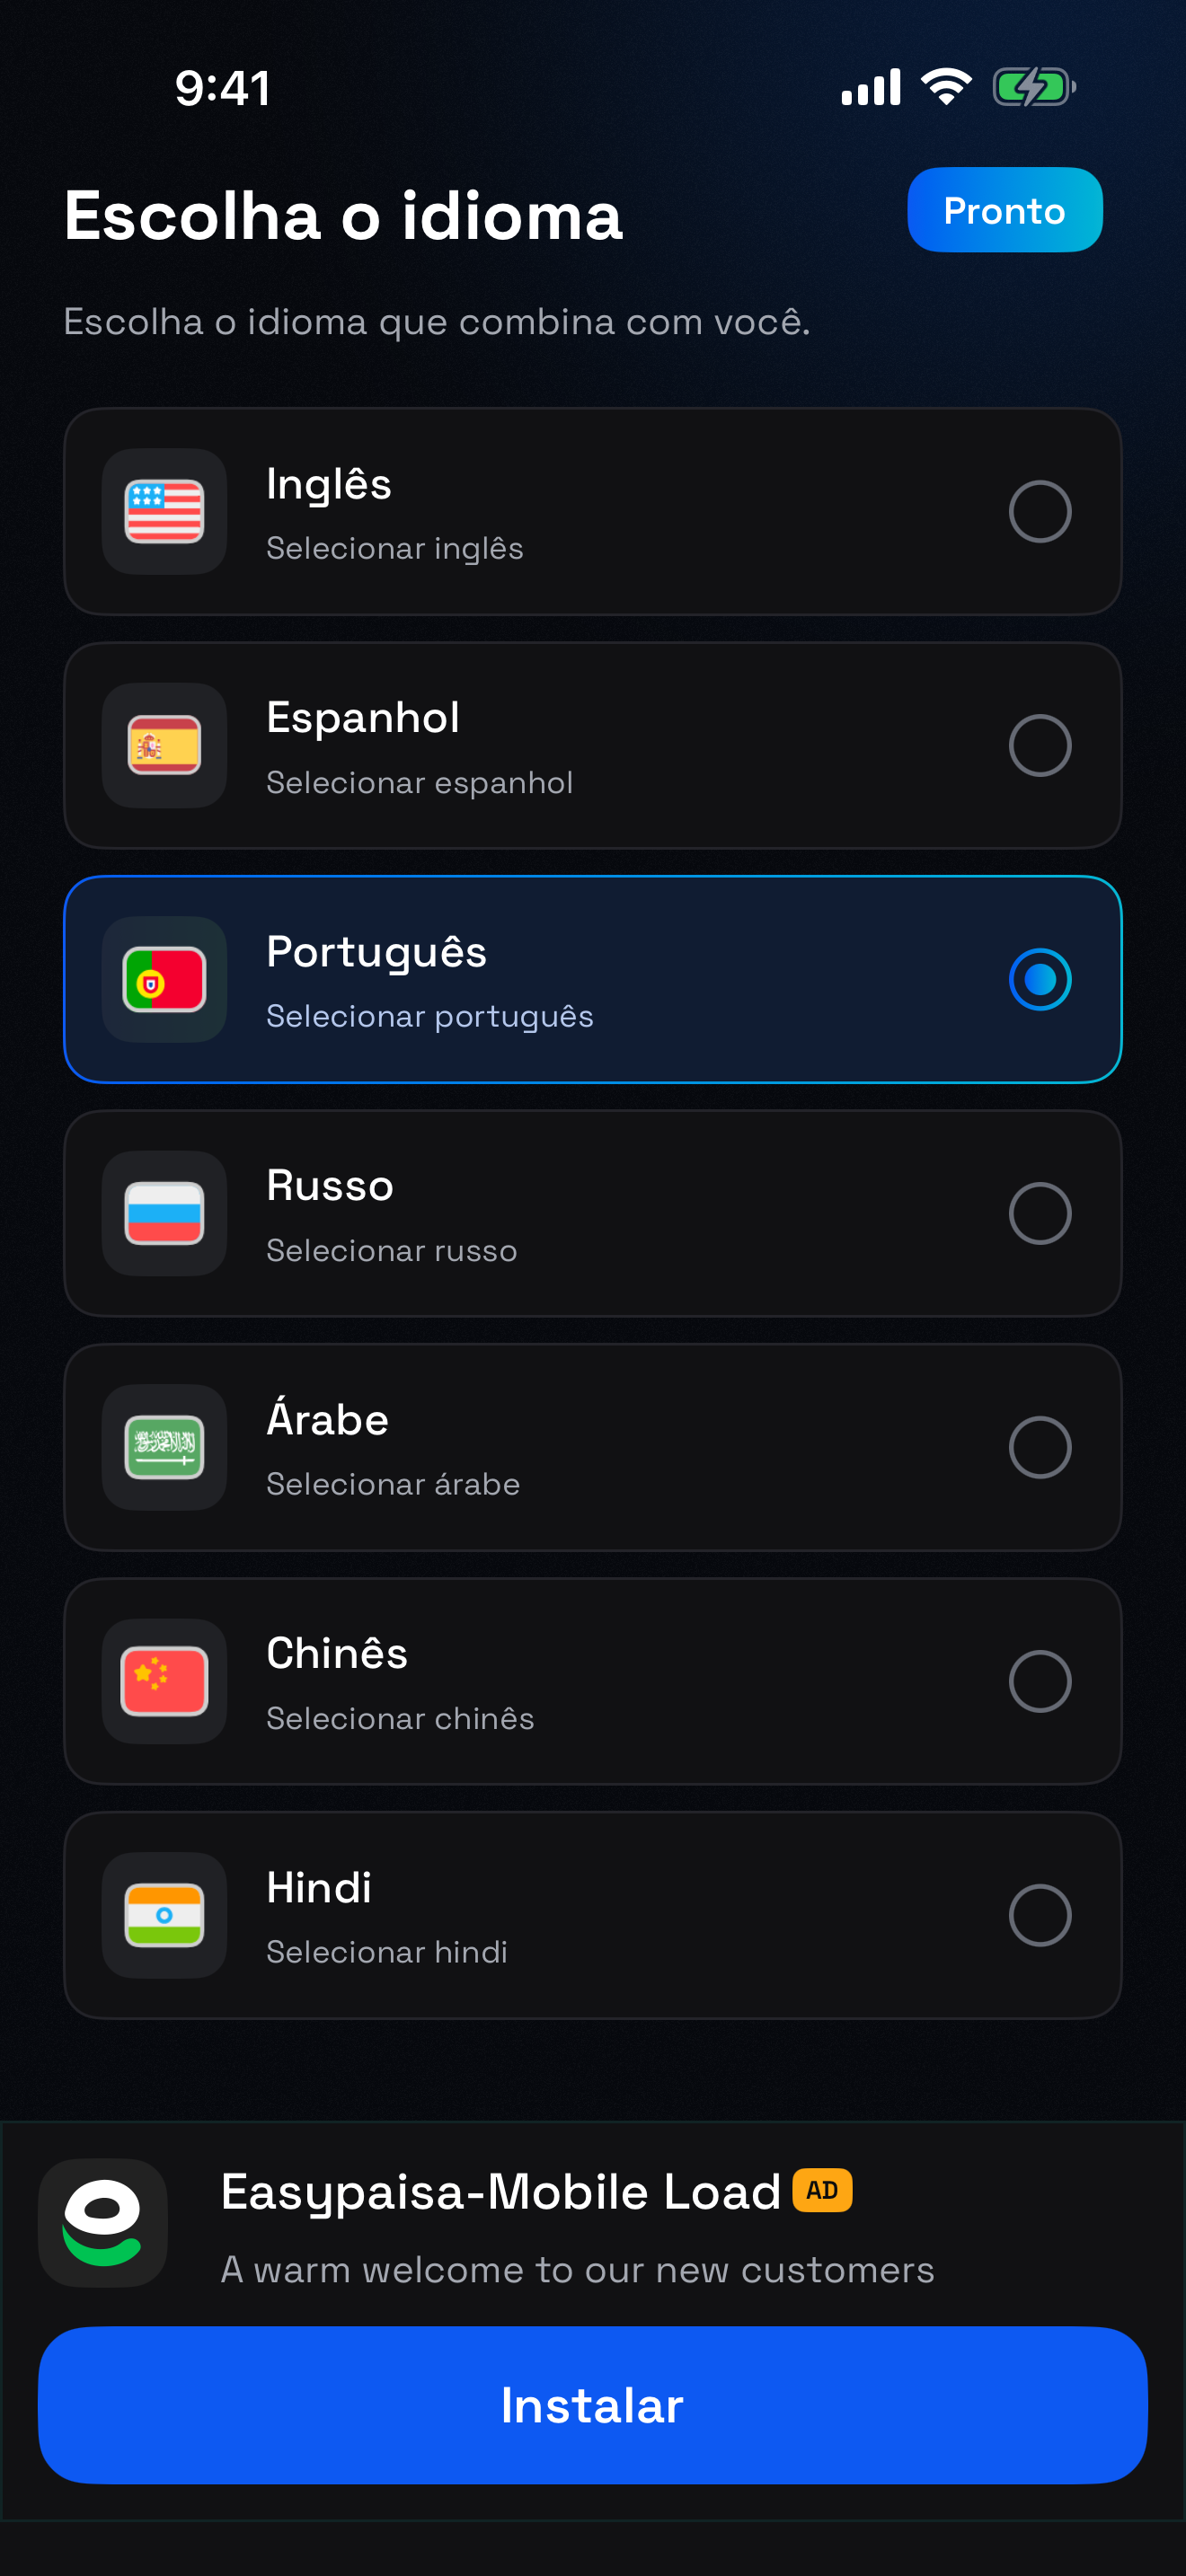 9:41
Escolha o idioma
Pronto
Escolha o idioma que combina com você.
Inglês
Selecionar inglês
Espanhol
Selecionar espanhol
Português
Selecionar português
Russo
Selecionar russo
Árabe
Selecionar árabe
Chinês
Selecionar chinês
Hindi
Selecionar hindi
Easypaisa-Mobile Load AD
A warm welcome to our new customers
Instalar